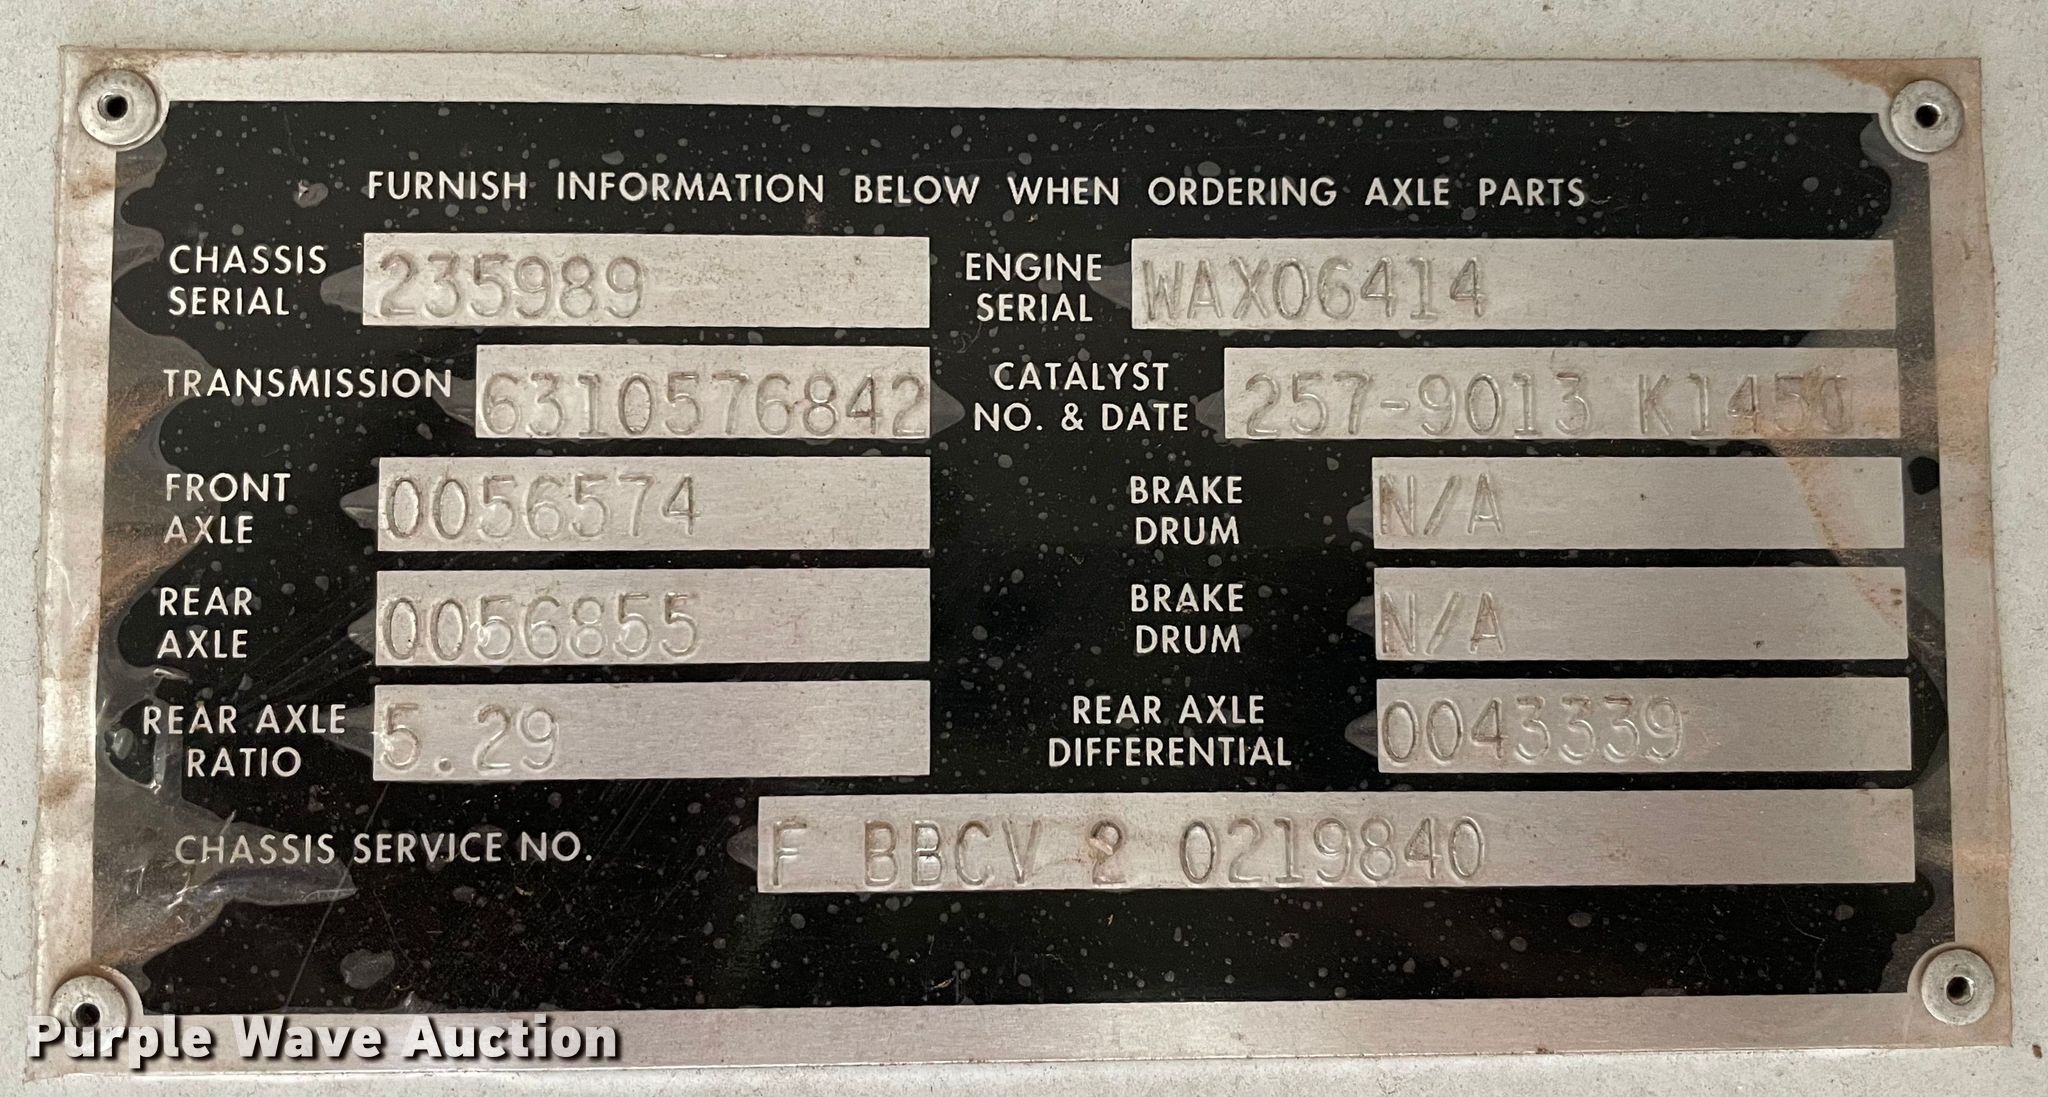 FURNISH INFORMATION BELOW WHEN ORDERING AXLE PARTS
CHASSIS SERIAL 235989
ENGINE SERIAL WAX06414
TRANSMISSION 6310576842
CATALYST NO. & DATE 257-9013
FRONT AXLE 0056574
BRAKE DRUM N/A
REAR AXLE 0056855
BRAKE DRUM N/A
REAR AXLE RATIO 5.29
REAR AXLE DIFFERENTIAL 0043339
CHASSIS SERVICE NO. F BBCV 2 0219840
Purple Wave Auction